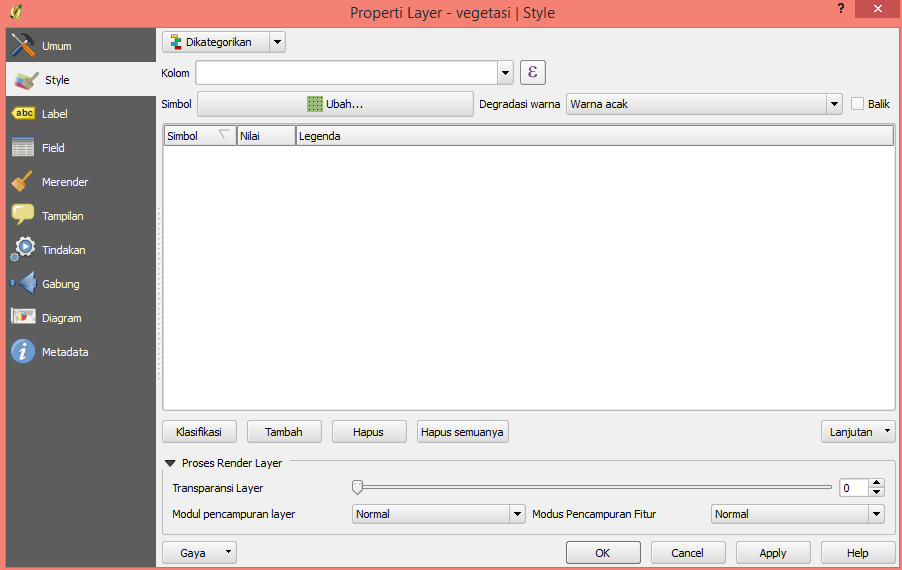 Properti Layer - vegetasi | Style
?
Umum
Style
abc Label
Field
Merender
Tampilan
Tindakan
Gabung
Diagram
i Metadata
Dikategorikan
Kolom
ε
Simbol Ubah... Degradasi warna Warna acak Balik
Simbol Nilai Legenda
Klasifikasi Tambah Hapus Hapus semuanya Lanjutan
Proses Render Layer
Transparansi Layer 0
Modul pencampuran layer Normal Modus Pencampuran Fitur Normal
Gaya OK Cancel Apply Help